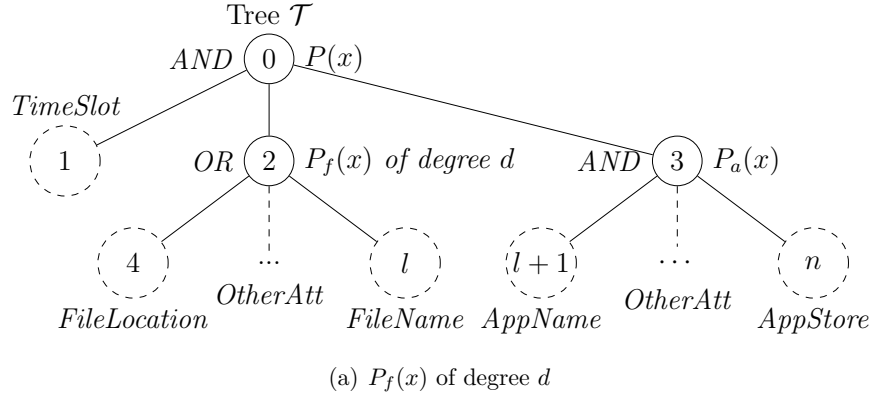 Tree 𝒯
AND 0 P(x)
TimeSlot
1 OR 2 P_f(x) of degree d AND 3 P_a(x)
4 ... l l + 1 ... n
OtherAtt OtherAtt
FileLocation FileName AppName AppStore
(a) P_f(x) of degree d